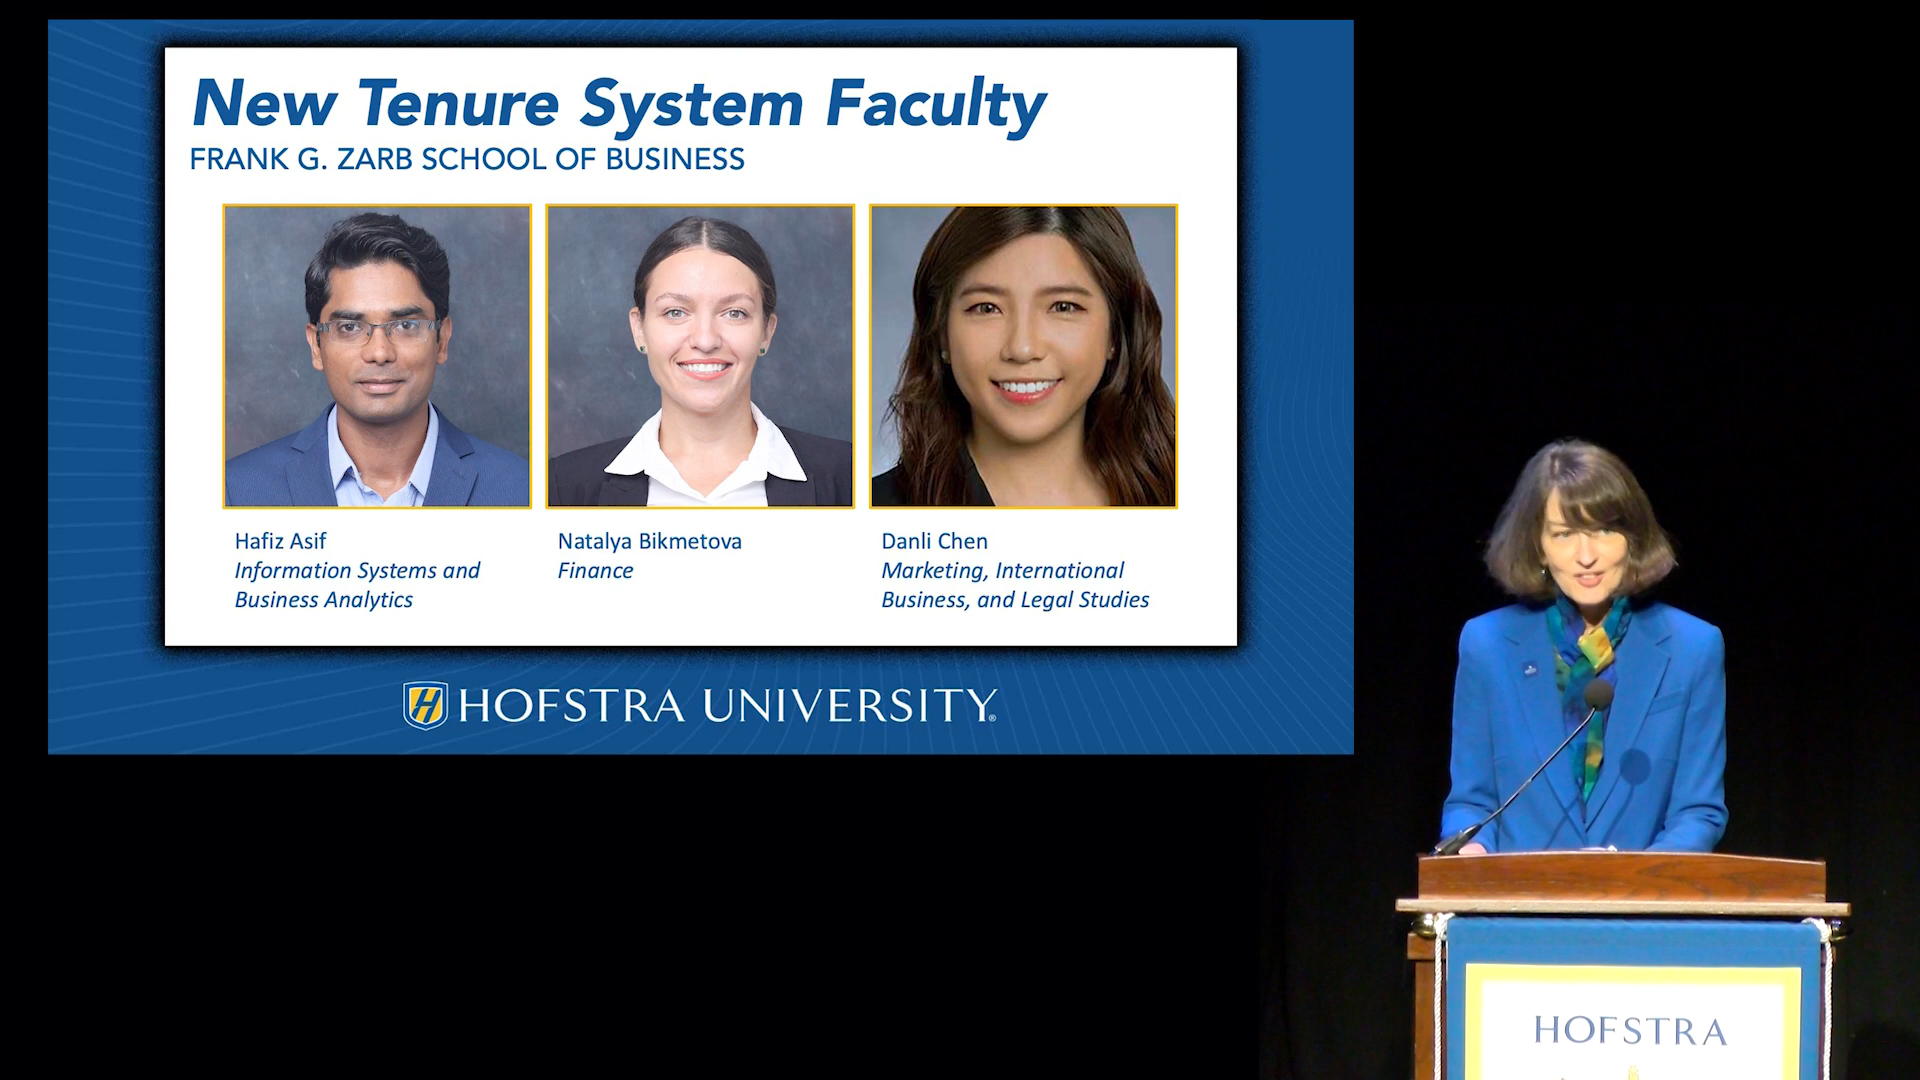 New Tenure System Faculty
FRANK G. ZARB SCHOOL OF BUSINESS
Hafiz Asif
Information Systems and
Business Analytics
Natalya Bikmetova
Finance
Danli Chen
Marketing, International
Business, and Legal Studies
H HOFSTRA UNIVERSITY®
HOFSTRA